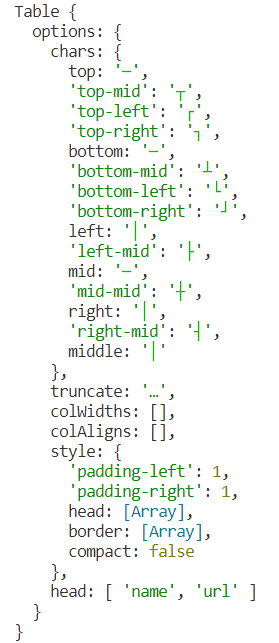 Table {
  options: {
    chars: {
      top: '─',
      'top-mid': '┬',
      'top-left': '┌',
      'top-right': '┐',
      bottom: '─',
      'bottom-mid': '┴',
      'bottom-left': '└',
      'bottom-right': '┘',
      left: '│',
      'left-mid': '├',
      mid: '─',
      'mid-mid': '┼',
      right: '│',
      'right-mid': '┤',
      middle: '│'
    },
    truncate: '…',
    colWidths: [],
    colAligns: [],
    style: {
      'padding-left': 1,
      'padding-right': 1,
      head: [Array],
      border: [Array],
      compact: false
    },
    head: [ 'name', 'url' ]
  }
}